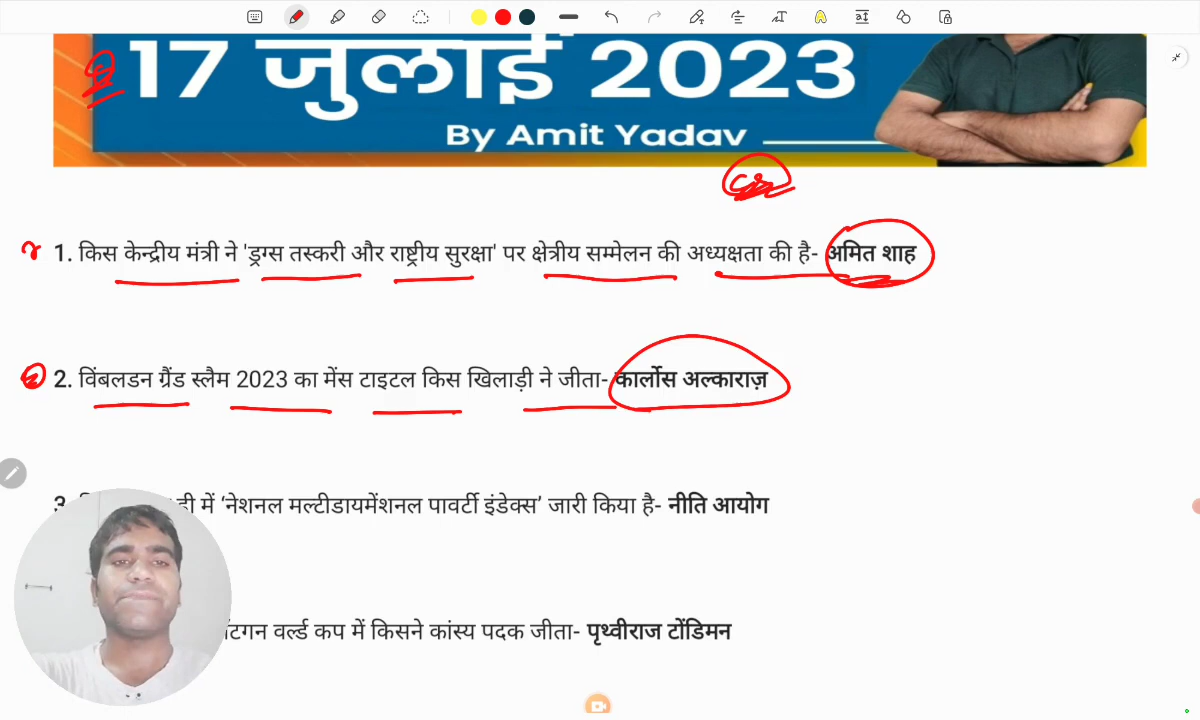 17 जुलाई 2023
By Amit Yadav
1. किस केन्द्रीय मंत्री ने 'ड्रग्स तस्करी और राष्ट्रीय सुरक्षा' पर क्षेत्रीय सम्मेलन की अध्यक्षता की है- अमित शाह
2. विंबलडन ग्रैंड स्लैम 2023 का मेंस टाइटल किस खिलाड़ी ने जीता- कार्लोस अल्काराज़
में ‘नेशनल मल्टीडायमेंशनल पावर्टी इंडेक्स’ जारी किया है- नीति आयोग
वर्ल्ड कप में किसने कांस्य पदक जीता- पृथ्वीराज टोंडिमन